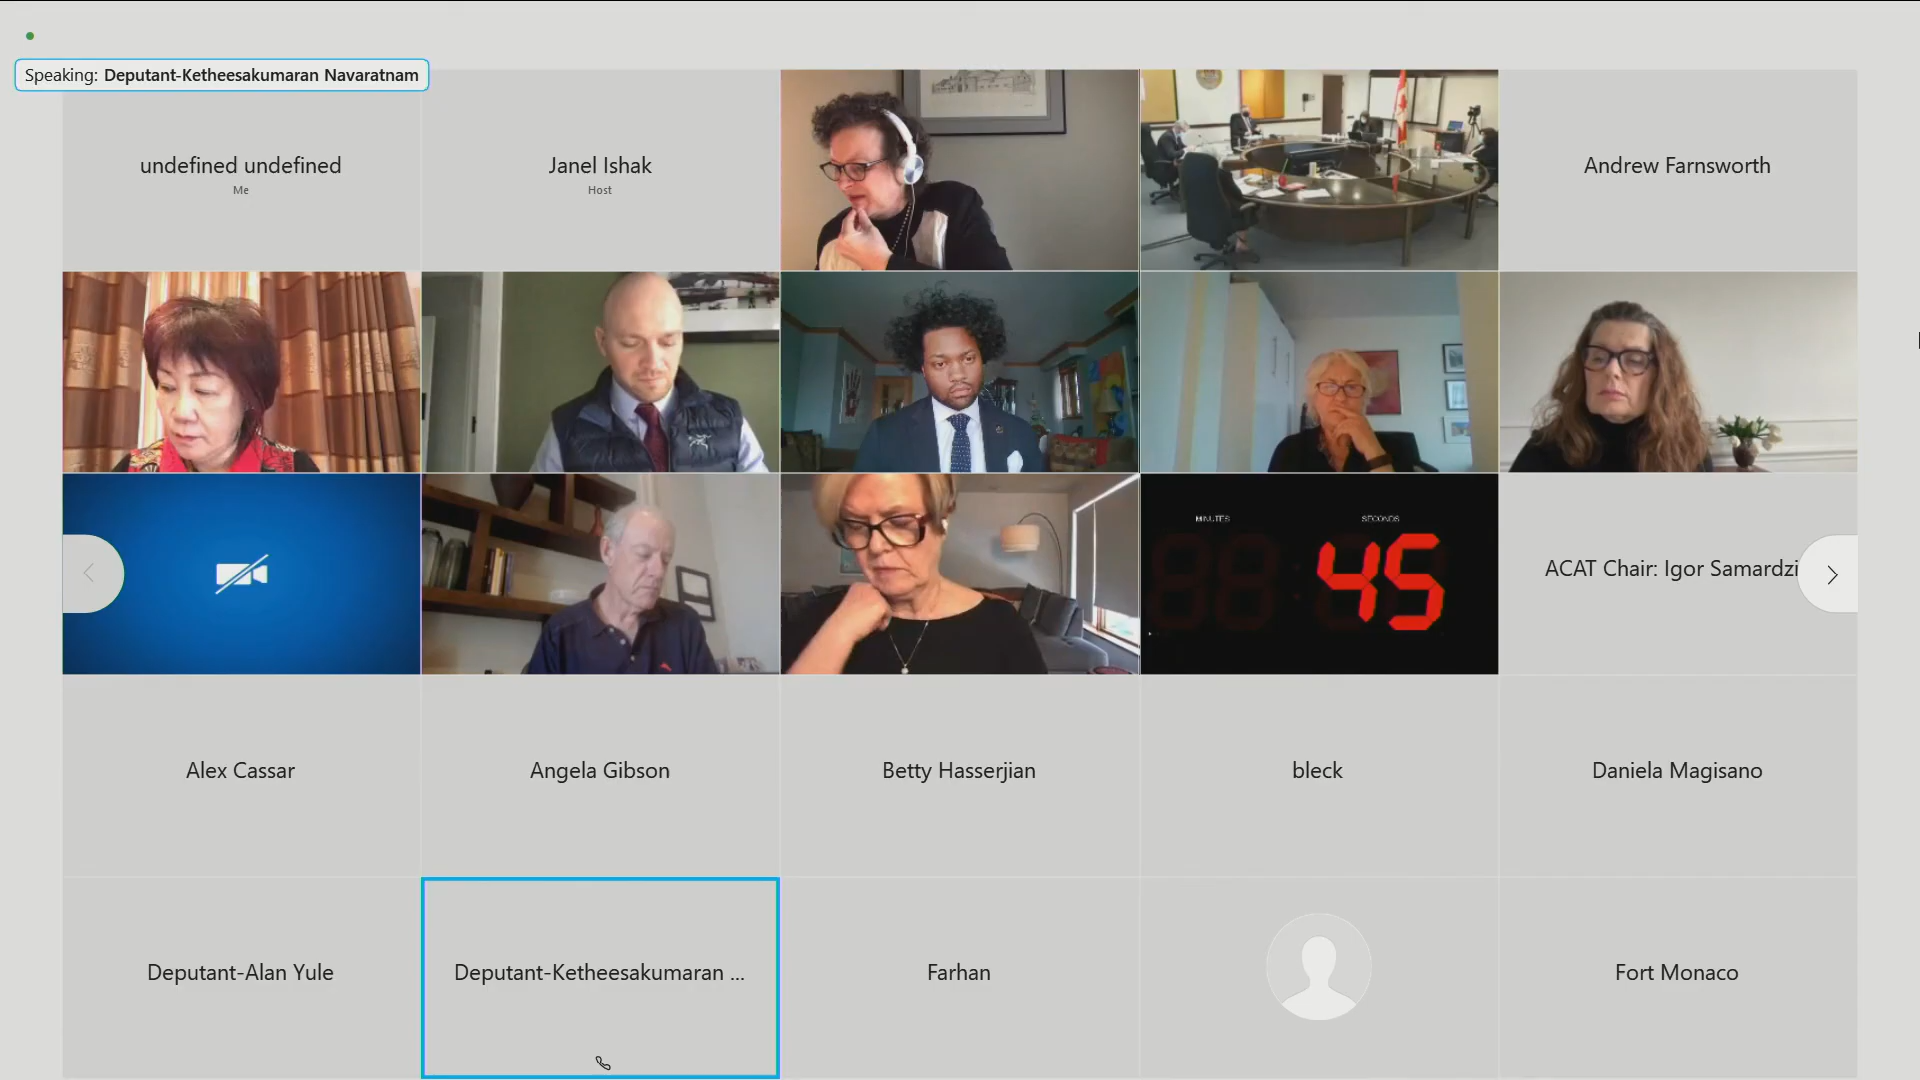 Speaking: Deputant-Ketheesakumaran Navaratnam
undefined undefined
Me
Janel Ishak
Host
Andrew Farnsworth
MINUTES
SECONDS
45
ACAT Chair: Igor Samardzi
Alex Cassar
Angela Gibson
Betty Hasserjian
bleck
Daniela Magisano
Deputant-Alan Yule
Deputant-Ketheesakumaran ...
Farhan
Fort Monaco